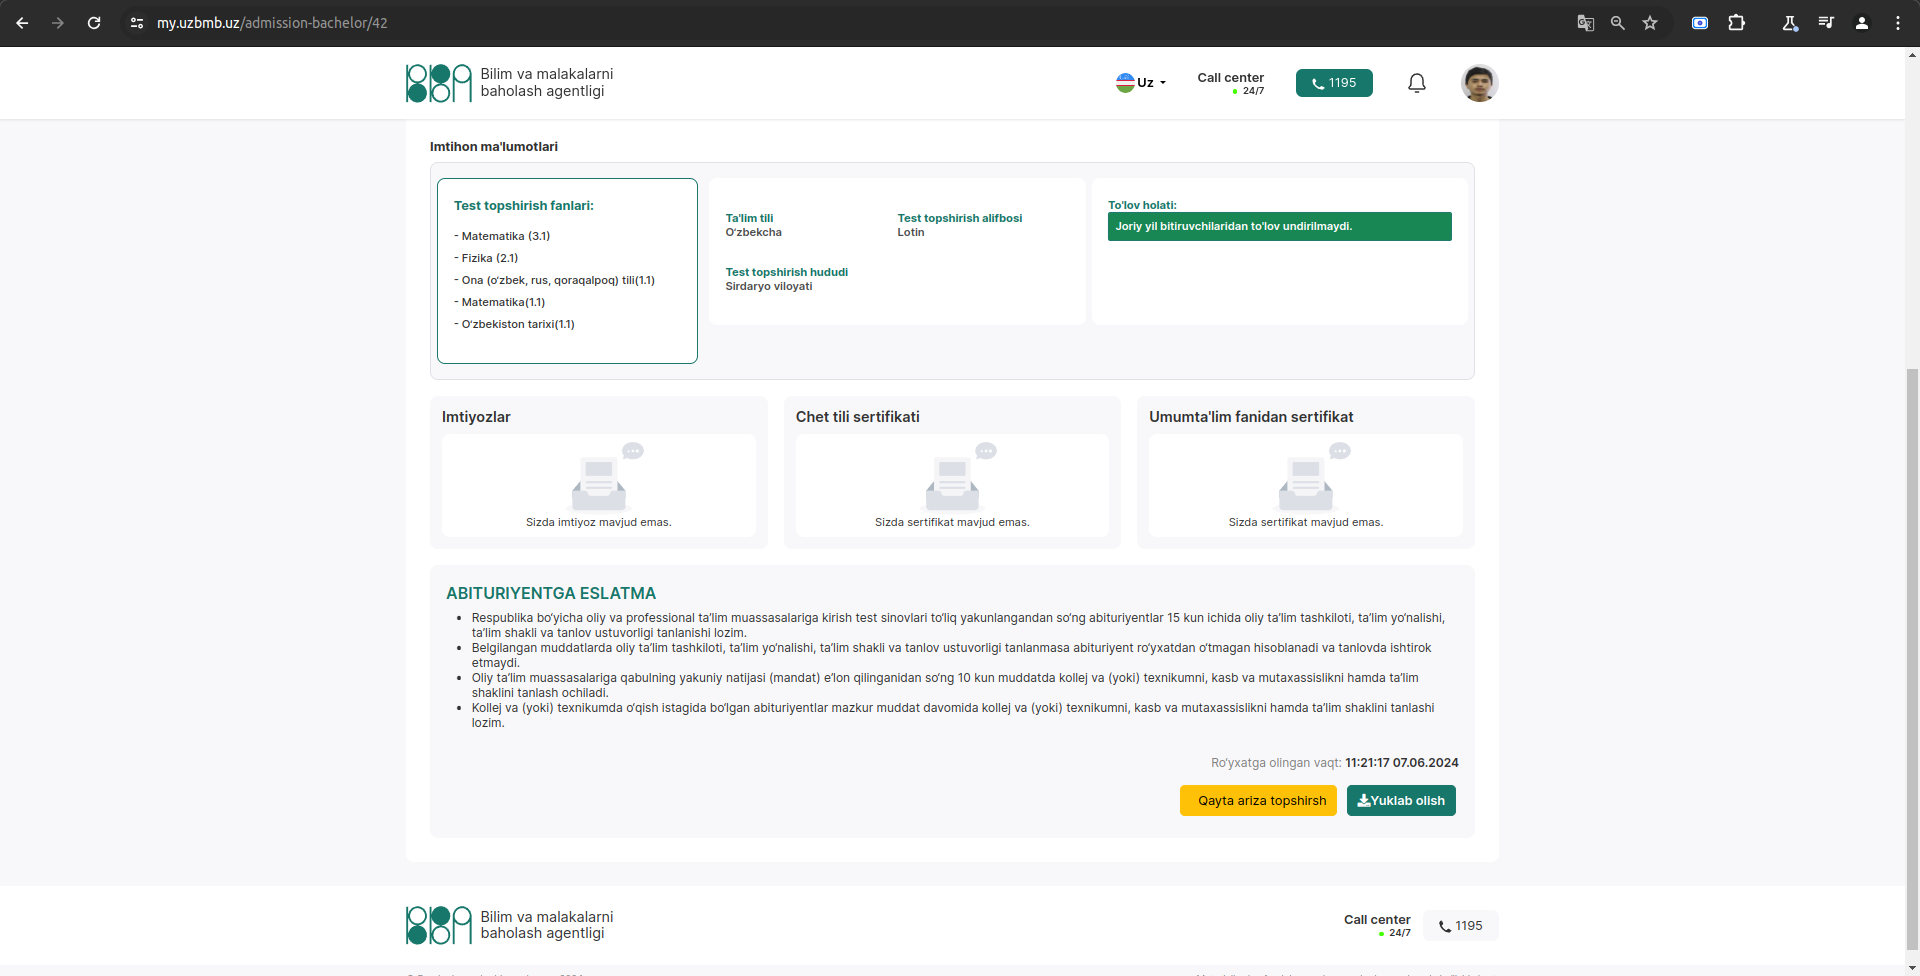 my.uzbmb.uz/admission-bachelor/42
Bilim va malakalarni
baholash agentligi
Uz
Call center
24/7
1195
Imtihon ma'lumotlari
Test topshirish fanlari:
- Matematika (3.1)
- Fizika (2.1)
- Ona (o‘zbek, rus, qoraqalpoq) tili(1.1)
- Matematika(1.1)
- O‘zbekiston tarixi(1.1)
Ta'lim tili
O‘zbekcha
Test topshirish alifbosi
Lotin
Test topshirish hududi
Sirdaryo viloyati
To'lov holati:
Joriy yil bitiruvchilaridan to'lov undirilmaydi.
Imtiyozlar
Sizda imtiyoz mavjud emas.
Chet tili sertifikati
Sizda sertifikat mavjud emas.
Umumta'lim fanidan sertifikat
Sizda sertifikat mavjud emas.
ABITURIYENTGA ESLATMA
• Respublika bo‘yicha oliy va professional ta’lim muassasalariga kirish test sinovlari to‘liq yakunlangandan so‘ng abituriyentlar 15 kun ichida oliy ta’lim tashkiloti, ta’lim yo‘nalishi,
ta’lim shakli va tanlov ustuvorligi tanlanishi lozim.
• Belgilangan muddatlarda oliy ta’lim tashkiloti, ta’lim yo‘nalishi, ta’lim shakli va tanlov ustuvorligi tanlanmasa abituriyent ro‘yxatdan o‘tmagan hisoblanadi va tanlovda ishtirok
etmaydi.
• Oliy ta’lim muassasalariga qabulning yakuniy natijasi (mandat) e’lon qilinganidan so‘ng 10 kun muddatda kollej va (yoki) texnikumni, kasb va mutaxassislikni hamda ta’lim
shaklini tanlash ochiladi.
• Kollej va (yoki) texnikumda o‘qish istagida bo‘lgan abituriyentlar mazkur muddat davomida kollej va (yoki) texnikumni, kasb va mutaxassislikni hamda ta’lim shaklini tanlashi
lozim.
Ro‘yxatga olingan vaqt: 11:21:17 07.06.2024
Qayta ariza topshirsh
Yuklab olish
Bilim va malakalarni
baholash agentligi
Call center
24/7
1195